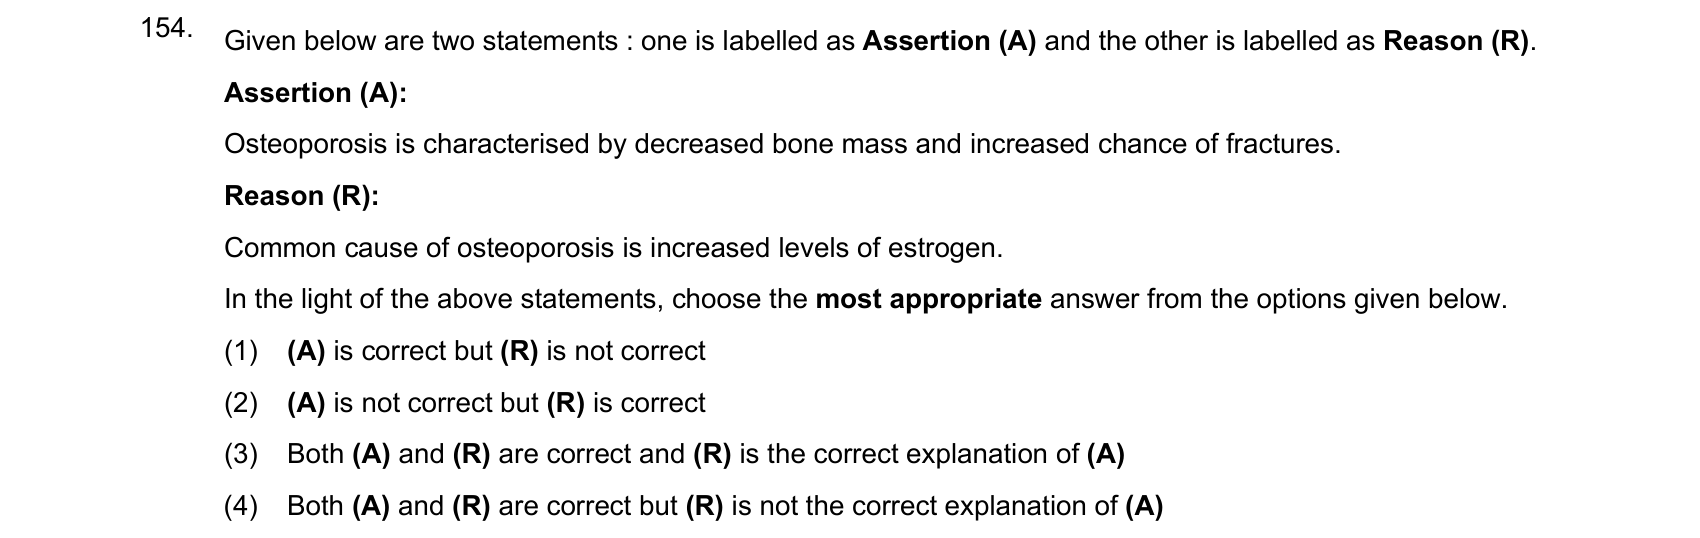 154.
Given below are two statements : one is labelled as Assertion (A) and the other is labelled as Reason (R).
Assertion (A):
Osteoporosis is characterised by decreased bone mass and increased chance of fractures.
Reason (R):
Common cause of osteoporosis is increased levels of estrogen.
In the light of the above statements, choose the most appropriate answer from the options given below.
(1) (A) is correct but (R) is not correct
(2) (A) is not correct but (R) is correct
(3) Both (A) and (R) are correct and (R) is the correct explanation of (A)
(4) Both (A) and (R) are correct but (R) is not the correct explanation of (A)